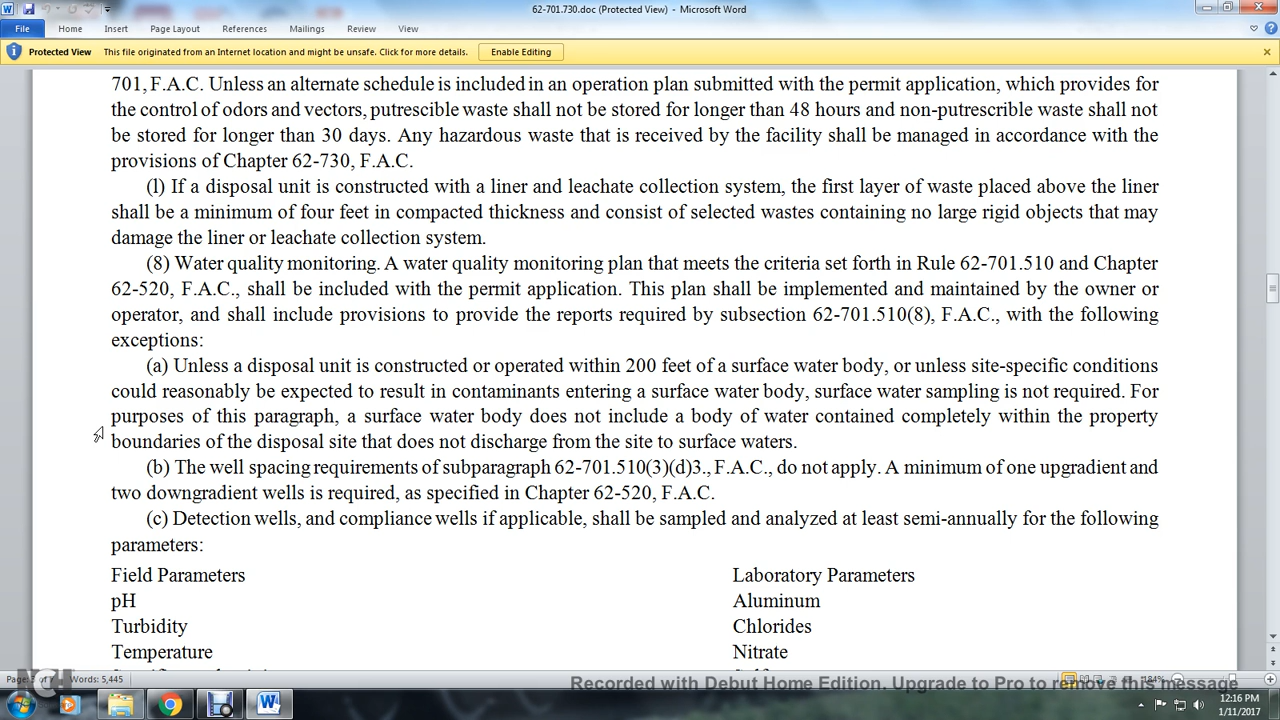 62-701.730.doc (Protected View) - Microsoft Word
File Home Insert Page Layout References Mailings Review View
Protected View This file originated from an Internet location and might be unsafe. Click for more details. Enable Editing
701, F.A.C. Unless an alternate schedule is included in an operation plan submitted with the permit application, which provides for
the control of odors and vectors, putrescible waste shall not be stored for longer than 48 hours and non-putrescrible waste shall not
be stored for longer than 30 days. Any hazardous waste that is received by the facility shall be managed in accordance with the
provisions of Chapter 62-730, F.A.C.
(l) If a disposal unit is constructed with a liner and leachate collection system, the first layer of waste placed above the liner
shall be a minimum of four feet in compacted thickness and consist of selected wastes containing no large rigid objects that may
damage the liner or leachate collection system.
(8) Water quality monitoring. A water quality monitoring plan that meets the criteria set forth in Rule 62-701.510 and Chapter
62-520, F.A.C., shall be included with the permit application. This plan shall be implemented and maintained by the owner or
operator, and shall include provisions to provide the reports required by subsection 62-701.510(8), F.A.C., with the following
exceptions:
(a) Unless a disposal unit is constructed or operated within 200 feet of a surface water body, or unless site-specific conditions
could reasonably be expected to result in contaminants entering a surface water body, surface water sampling is not required. For
purposes of this paragraph, a surface water body does not include a body of water contained completely within the property
boundaries of the disposal site that does not discharge from the site to surface waters.
(b) The well spacing requirements of subparagraph 62-701.510(3)(d)3., F.A.C., do not apply. A minimum of one upgradient and
two downgradient wells is required, as specified in Chapter 62-520, F.A.C.
(c) Detection wells, and compliance wells if applicable, shall be sampled and analyzed at least semi-annually for the following
parameters:
Field Parameters Laboratory Parameters
pH Aluminum
Turbidity Chlorides
Temperature Nitrate
Words: 5,445 184%
NCH
Recorded with Debut Home Edition. Upgrade to Pro to remove this message
12:16 PM
1/11/2017